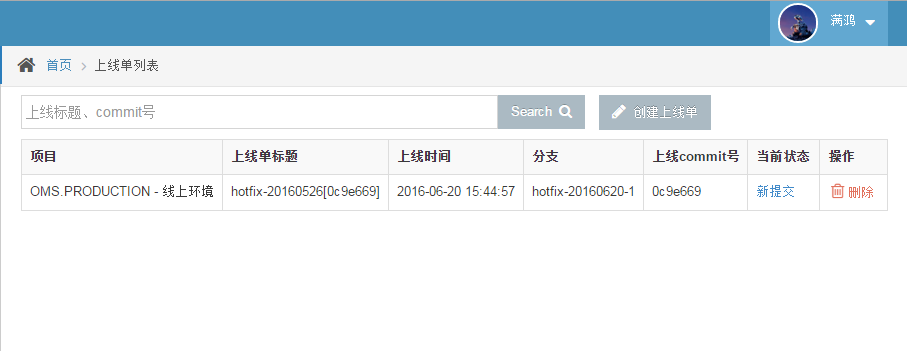 满鸿
首页 上线单列表
上线标题、commit号 Search 创建上线单
项目 上线单标题 上线时间 分支 上线commit号 当前状态 操作
OMS.PRODUCTION - 线上环境 hotfix-20160526[0c9e669] 2016-06-20 15:44:57 hotfix-20160620-1 0c9e669 新提交 删除